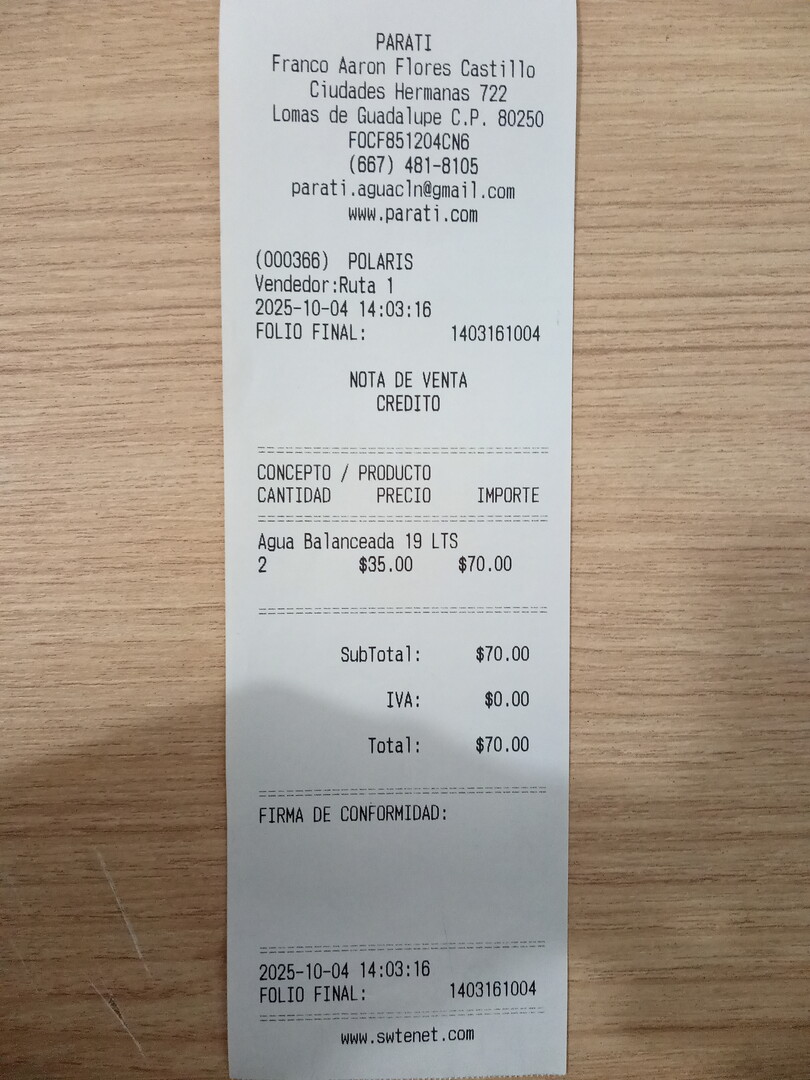 PARATI
Franco Aaron Flores Castillo
Ciudades Hermanas 722
Lomas de Guadalupe C.P. 80250
FOCF851204CN6
(667) 481-8105
parati.aguacln@gmail.com
www.parati.com
(000366) POLARIS
Vendedor:Ruta 1
2025-10-04 14:03:16
FOLIO FINAL: 1403161004
NOTA DE VENTA
CREDITO
CONCEPTO / PRODUCTO
CANTIDAD PRECIO IMPORTE
Agua Balanceada 19 LTS
2 $35.00 $70.00
SubTotal: $70.00
IVA: $0.00
Total: $70.00
FIRMA DE CONFORMIDAD:
2025-10-04 14:03:16
FOLIO FINAL: 1403161004
www.swtenet.com